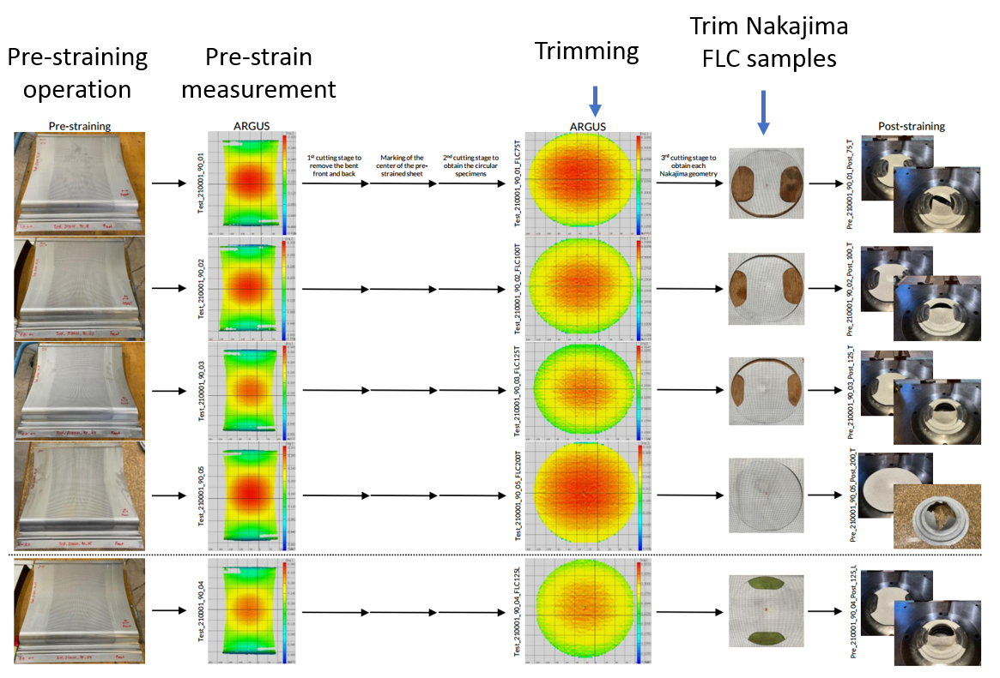 Pre-straining
operation
Pre-strain
measurement
Trimming
Trim Nakajima
FLC samples
Pre-straining
ARGUS
ARGUS
Post-training
1st cutting stage to
remove the bent
front and back
Marking of the
center of the pre-
strained sheet
2nd cutting stage to
obtain the circular
specimens
3rd cutting stage to
obtain each
Nakajima geometry
Test_210001_90_01
Test_210001_90_01_FLC75T
Pre_210001_90_01_Post_75_T
Test_210001_90_02
Test_210001_90_02_FLC100T
Pre_210001_90_02_Post_100_T
Test_210001_90_03
Test_210001_90_03_FLC125T
Pre_210001_90_03_Post_125_T
Test_210001_90_05
Test_210001_90_05_FLC200T
Pre_210001_90_05_Post_200_T
Test_210001_90_04
Test_210001_90_04_FLC125L
Pre_210001_90_04_Post_125_L